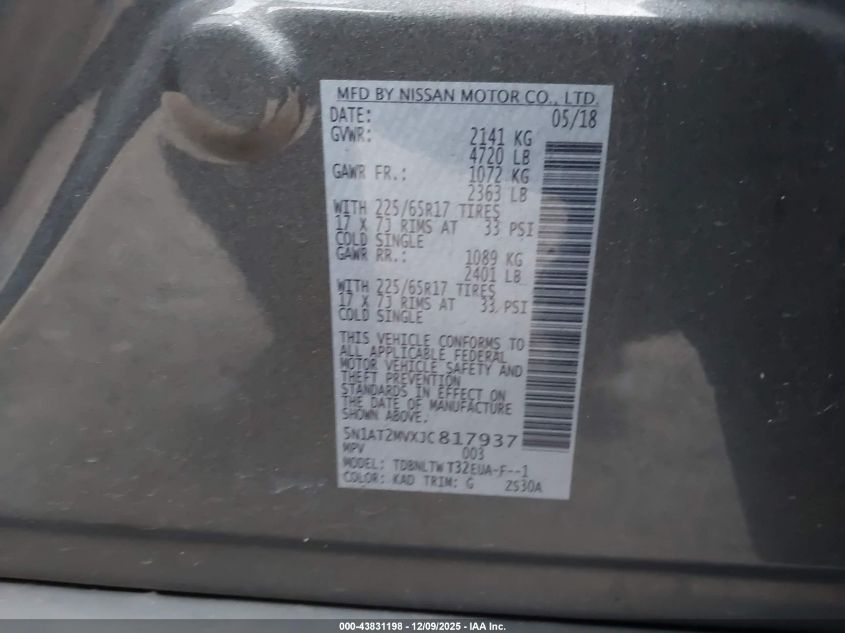 MFD BY NISSAN MOTOR CO., LTD.
DATE: 05/18
GVWR: 2141 KG
4720 LB
GAWR FR.: 1072 KG
2363 LB
WITH 225/65R17 TIRES
17 X 7J RIMS AT 33 PSI
COLD SINGLE
GAWR RR.: 1089 KG
2401 LB
WITH 225/65R17 TIRES
17 X 7J RIMS AT 33 PSI
COLD SINGLE
THIS VEHICLE CONFORMS TO
ALL APPLICABLE FEDERAL
MOTOR VEHICLE SAFETY AND
THEFT PREVENTION
STANDARDS IN EFFECT ON
THE DATE OF MANUFACTURE
SHOWN ABOVE.
5N1AT2MVXJC817937
MPV 003
MODEL: TDBNLTW T32EUA-F--1
COLOR: KAD TRIM: G ZS30A
000-43831198 - 12/09/2025 - IAA Inc.